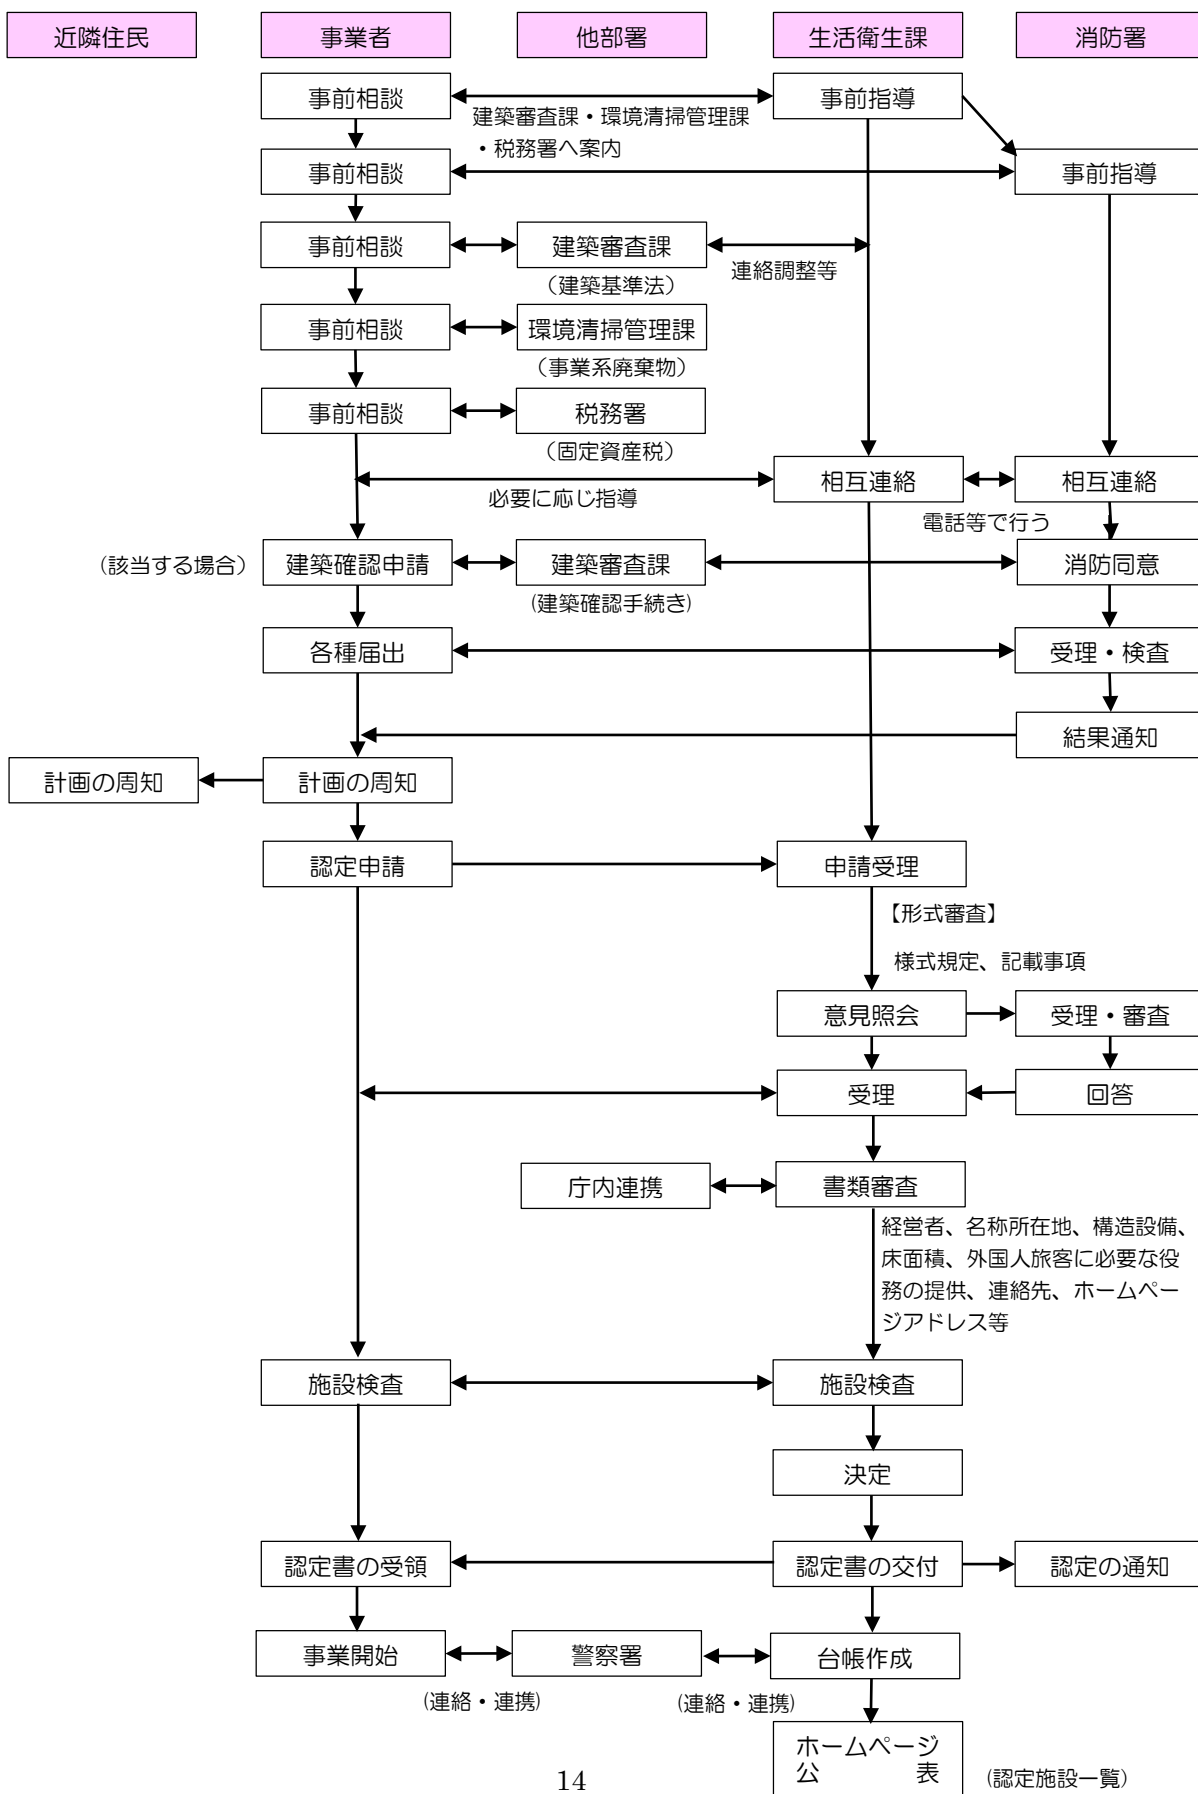 近隣住民
事業者
他部署
生活衛生課
消防署
事前相談
事前指導
建築審査課・環境清掃管理課
・税務署へ案内
事前相談
事前指導
事前相談
建築審査課
連絡調整等
(建築基準法)
事前相談
環境清掃管理課
(事業系廃棄物)
事前相談
税務署
(固定資産税)
相互連絡
相互連絡
必要に応じ指導
電話等で行う
(該当する場合)
建築確認申請
建築審査課
消防同意
(建築確認手続き)
各種届出
受理・検査
結果通知
計画の周知
計画の周知
認定申請
申請受理
【形式審査】
様式規定、記載事項
意見照会
受理・審査
受理
回答
庁内連携
書類審査
経営者、名称所在地、構造設備、
床面積、外国人旅客に必要な役
務の提供、連絡先、ホームペー
ジアドレス等
施設検査
施設検査
決定
認定書の受領
認定書の交付
認定の通知
事業開始
警察署
台帳作成
(連絡・連携)
(連絡・連携)
ホームページ
公　　　表
(認定施設一覧)
14